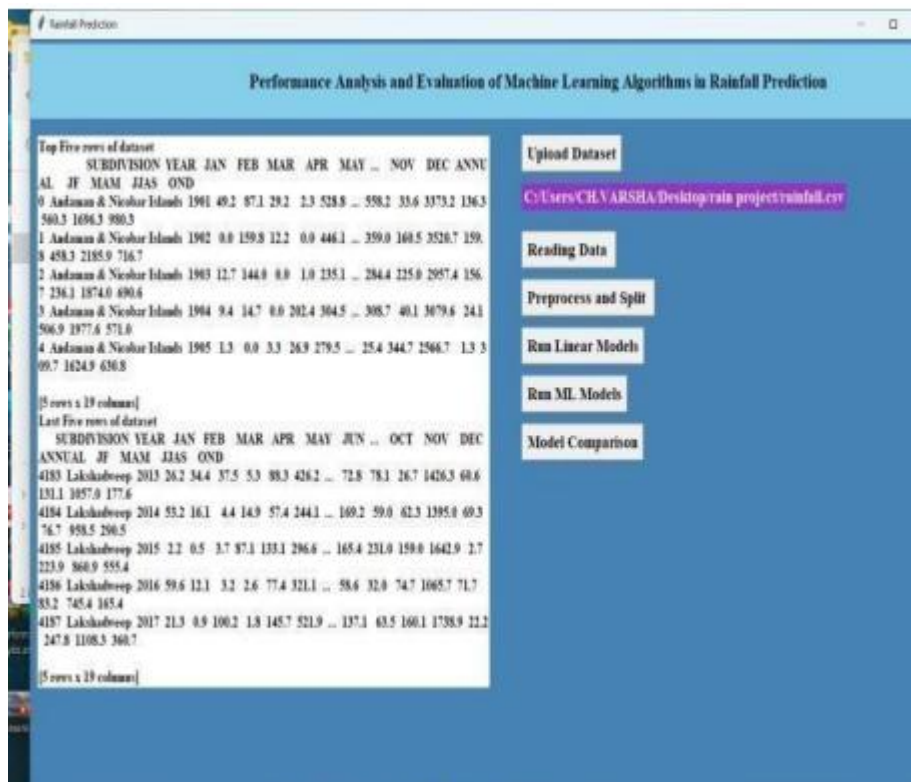 Rainfall Prediction
Performance Analysis and Evaluation of Machine Learning Algorithms in Rainfall Prediction
Top Five rows of dataset
SUBDIVISION YEAR JAN FEB MAR APR MAY ... NOV DEC ANNU
AL JF MAM JJAS OND
0 Andaman & Nicobar Islands 1901 49.2 87.1 29.2 2.3 528.8 ... 558.2 33.6 3373.2 136.3
560.3 1696.3 980.3
1 Andaman & Nicobar Islands 1902 0.0 159.8 12.2 0.0 446.1 ... 359.0 160.5 3520.7 159.
8 458.3 2185.9 716.7
2 Andaman & Nicobar Islands 1903 12.7 144.0 0.0 1.0 235.1 ... 284.4 225.0 2957.4 156.
7 236.1 1874.0 690.6
3 Andaman & Nicobar Islands 1904 9.4 14.7 0.0 202.4 304.5 ... 308.7 40.1 3079.6 24.1
506.9 1977.6 571.0
4 Andaman & Nicobar Islands 1905 1.3 0.0 3.3 26.9 279.5 ... 25.4 344.7 2566.7 1.3 3
09.7 1624.9 630.8
[5 rows x 19 columns]
Last Five rows of dataset
SUBDIVISION YEAR JAN FEB MAR APR MAY JUN ... OCT NOV DEC
ANNUAL JF MAM JJAS OND
4183 Lakshadweep 2013 26.2 34.4 37.5 5.3 88.3 426.2 ... 72.8 78.1 26.7 1426.3 60.6
131.1 1057.0 177.6
4184 Lakshadweep 2014 53.2 16.1 4.4 14.9 57.4 244.1 ... 169.2 59.0 62.3 1395.0 69.3
76.7 958.5 290.5
4185 Lakshadweep 2015 2.2 0.5 3.7 87.1 133.1 296.6 ... 165.4 231.0 159.0 1642.9 2.7
223.9 860.9 555.4
4186 Lakshadweep 2016 59.6 12.1 3.2 2.6 77.4 321.1 ... 58.6 32.0 74.7 1065.7 71.7
83.2 745.4 165.4
4187 Lakshadweep 2017 21.3 0.9 100.2 1.8 145.7 521.9 ... 137.1 63.5 160.1 1738.9 22.2
247.8 1108.3 360.7
[5 rows x 19 columns]
Upload Dataset
C:/Users/CH.VARSHA/Desktop/rain project/rainfall.csv
Reading Data
Preprocess and Split
Run Linear Models
Run ML Models
Model Comparison